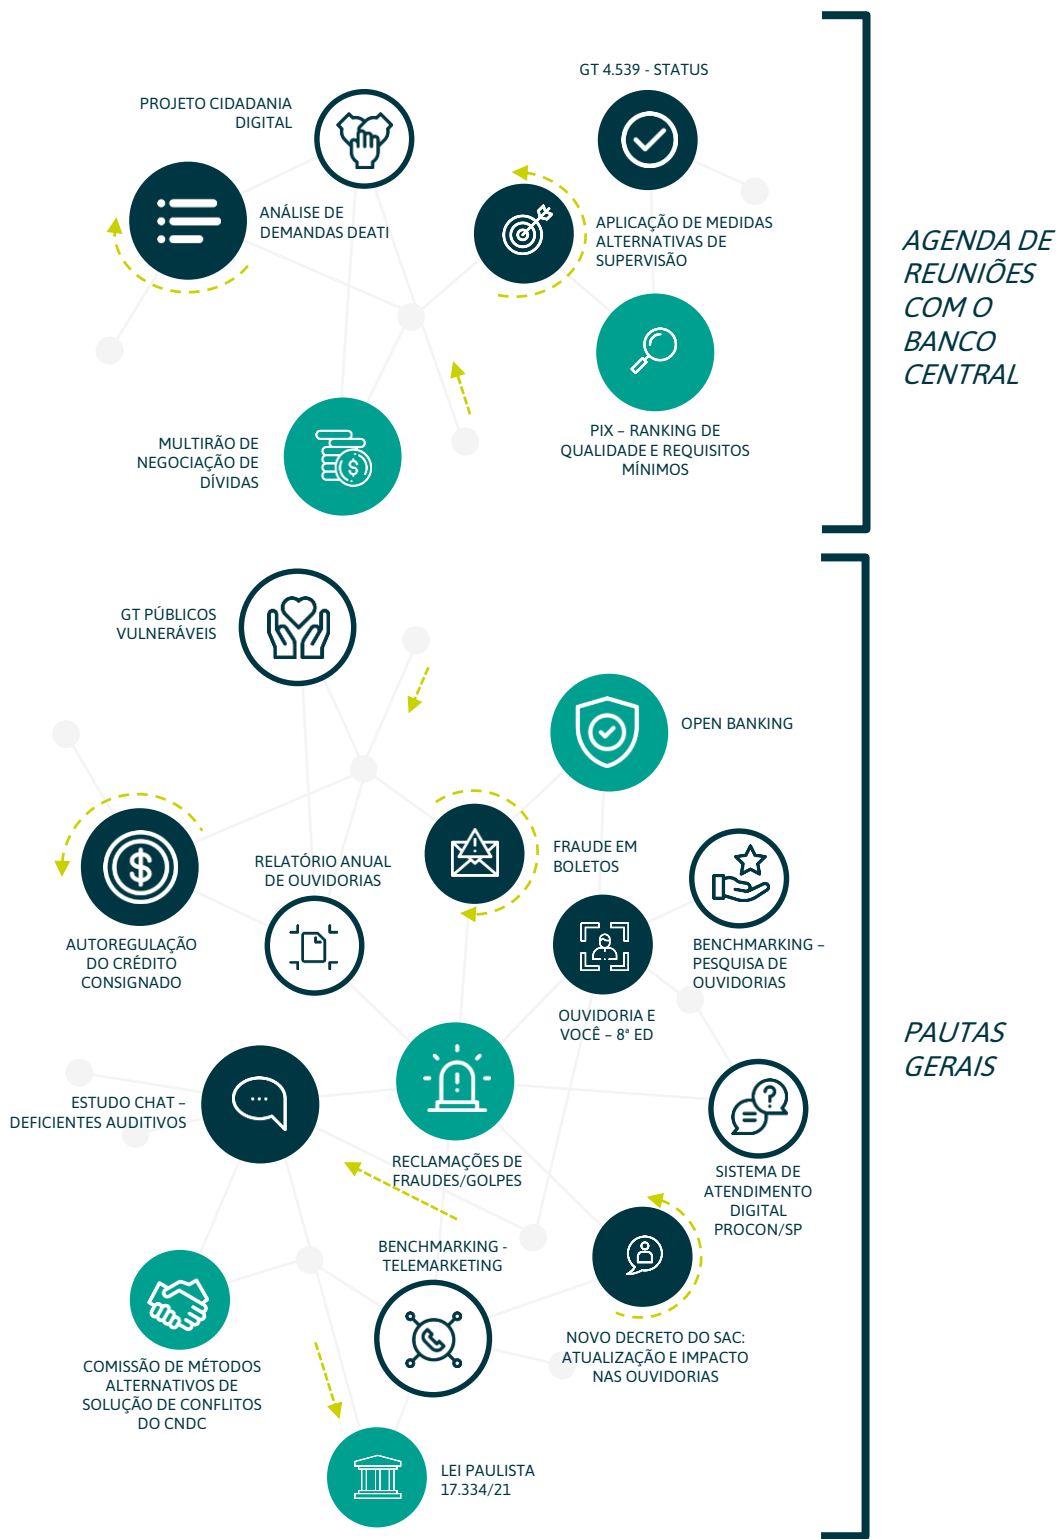 GT 4.539 - STATUS
PROJETO CIDADANIA
DIGITAL
ANÁLISE DE
DEMANDAS DEATI
APLICAÇÃO DE MEDIDAS
ALTERNATIVAS DE
SUPERVISÃO
AGENDA DE
REUNIÕES
COM O
BANCO
CENTRAL
MULTIRÃO DE
NEGOCIAÇÃO DE
DÍVIDAS
PIX – RANKING DE
QUALIDADE E REQUISITOS
MÍNIMOS
GT PÚBLICOS
VULNERÁVEIS
OPEN BANKING
FRAUDE EM
BOLETOS
RELATÓRIO ANUAL
DE OUVIDORIAS
AUTOREGULAÇÃO
DO CRÉDITO
CONSIGNADO
BENCHMARKING –
PESQUISA DE
OUVIDORIAS
OUVIDORIA E
VOCÊ – 8ª ED
PAUTAS
GERAIS
ESTUDO CHAT –
DEFICIENTES AUDITIVOS
RECLAMAÇÕES DE
FRAUDES/GOLPES
SISTEMA DE
ATENDIMENTO
DIGITAL
PROCON/SP
BENCHMARKING -
TELEMARKETING
NOVO DECRETO DO SAC:
ATUALIZAÇÃO E IMPACTO
NAS OUVIDORIAS
COMISSÃO DE MÉTODOS
ALTERNATIVOS DE
SOLUÇÃO DE CONFLITOS
DO CNDC
LEI PAULISTA
17.334/21